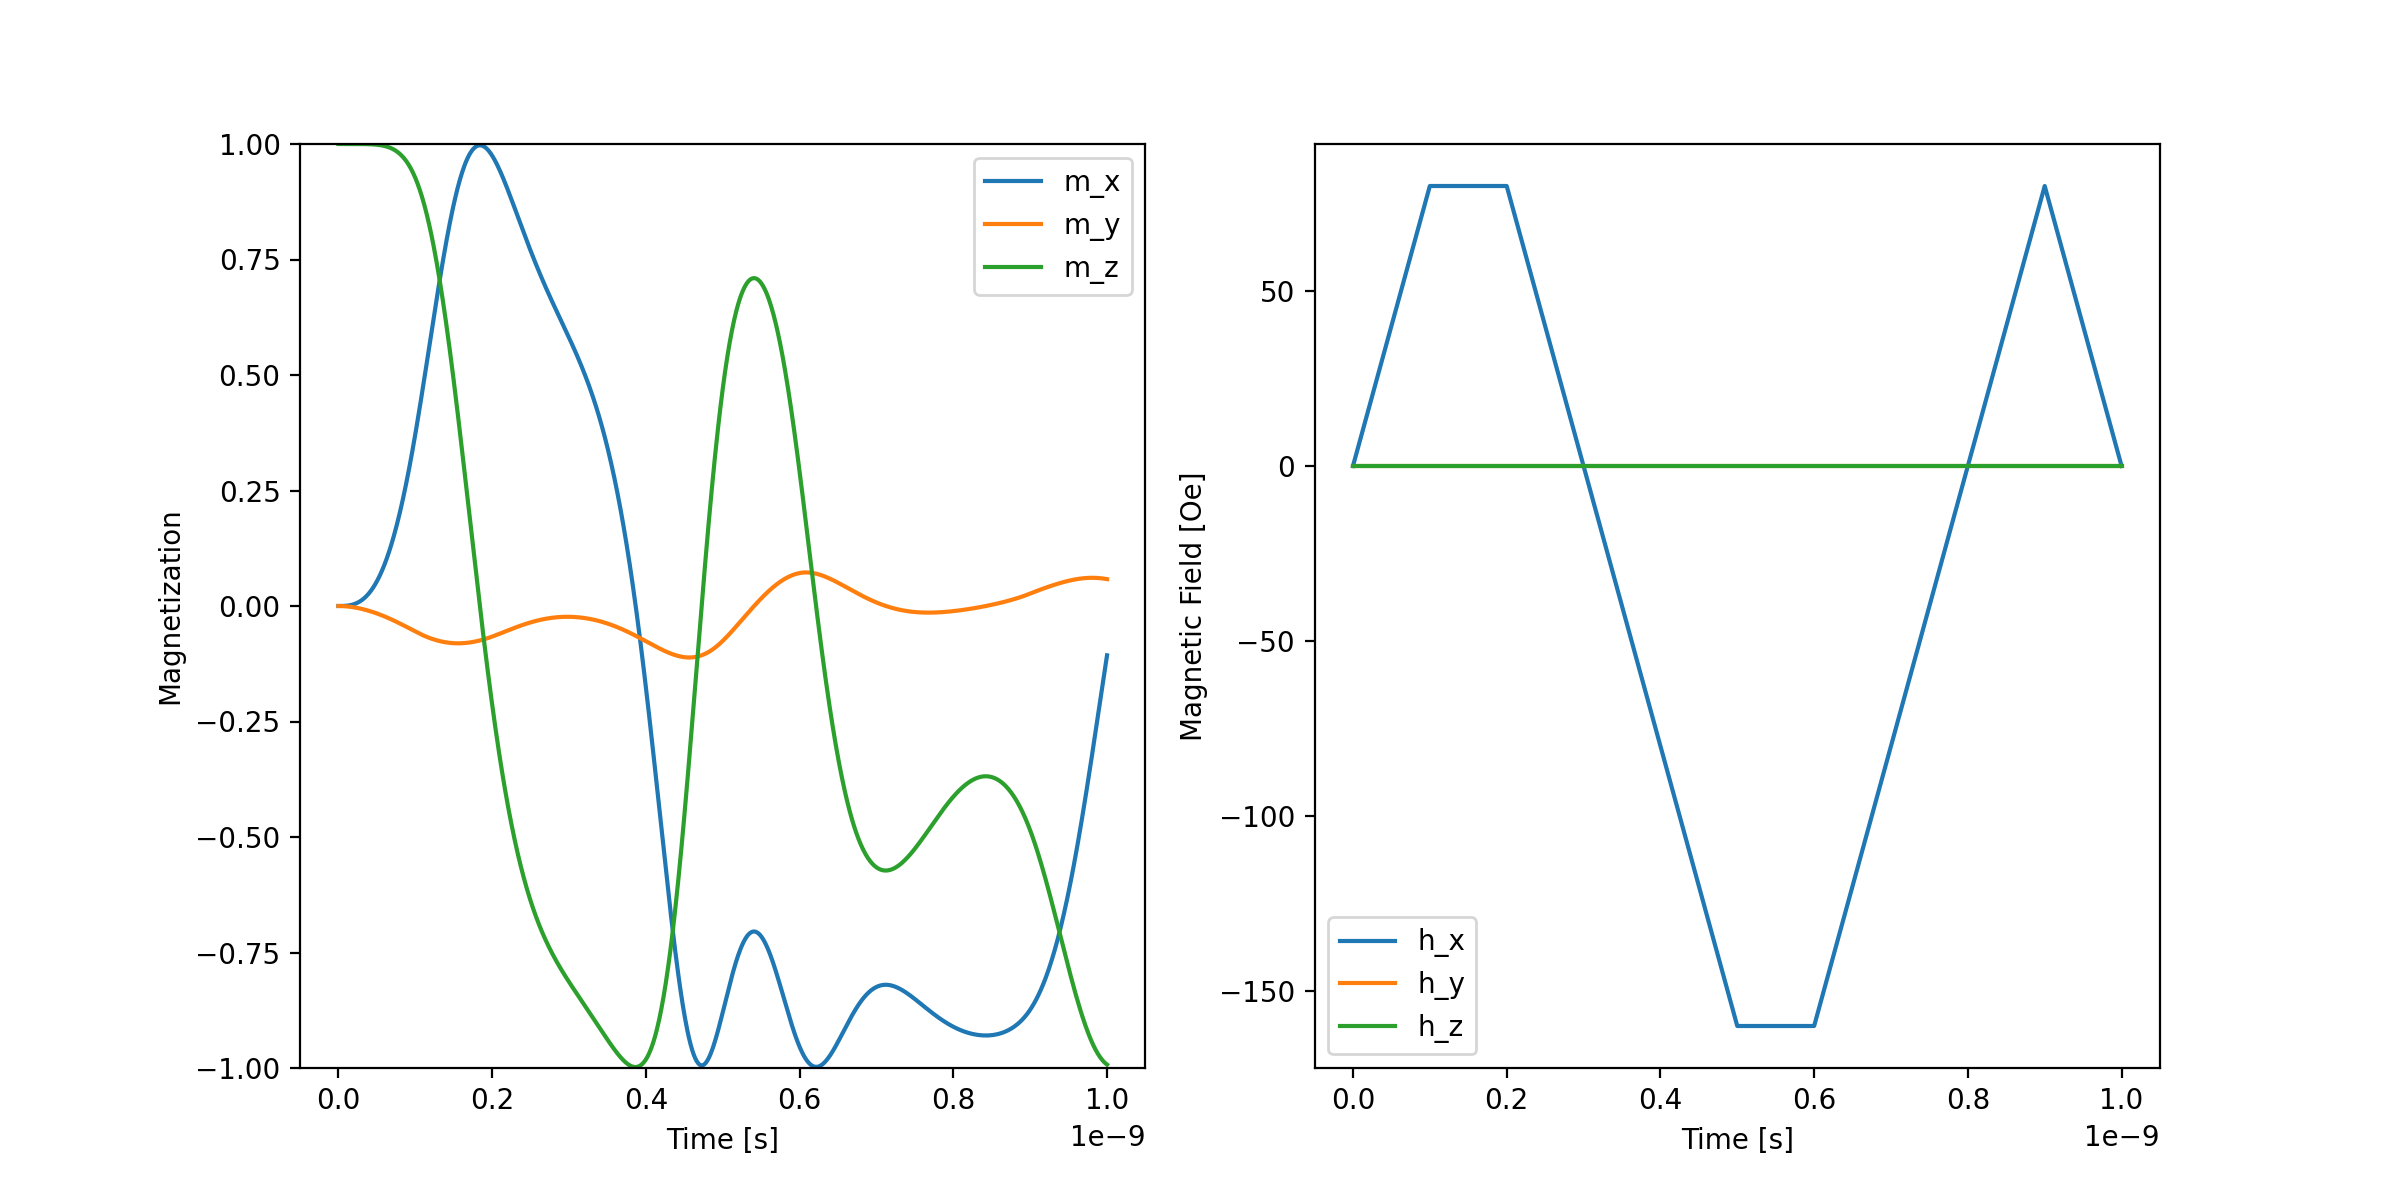 1.00
0.75
0.50
0.25
0.00
−0.25
−0.50
−0.75
−1.00
Magnetization
0.0 0.2 0.4 0.6 0.8 1.0
Time [s]
1e−9
m_x
m_y
m_z
50
0
−50
−100
−150
Magnetic Field [Oe]
h_x
h_y
h_z
0.0 0.2 0.4 0.6 0.8 1.0
Time [s]
1e−9